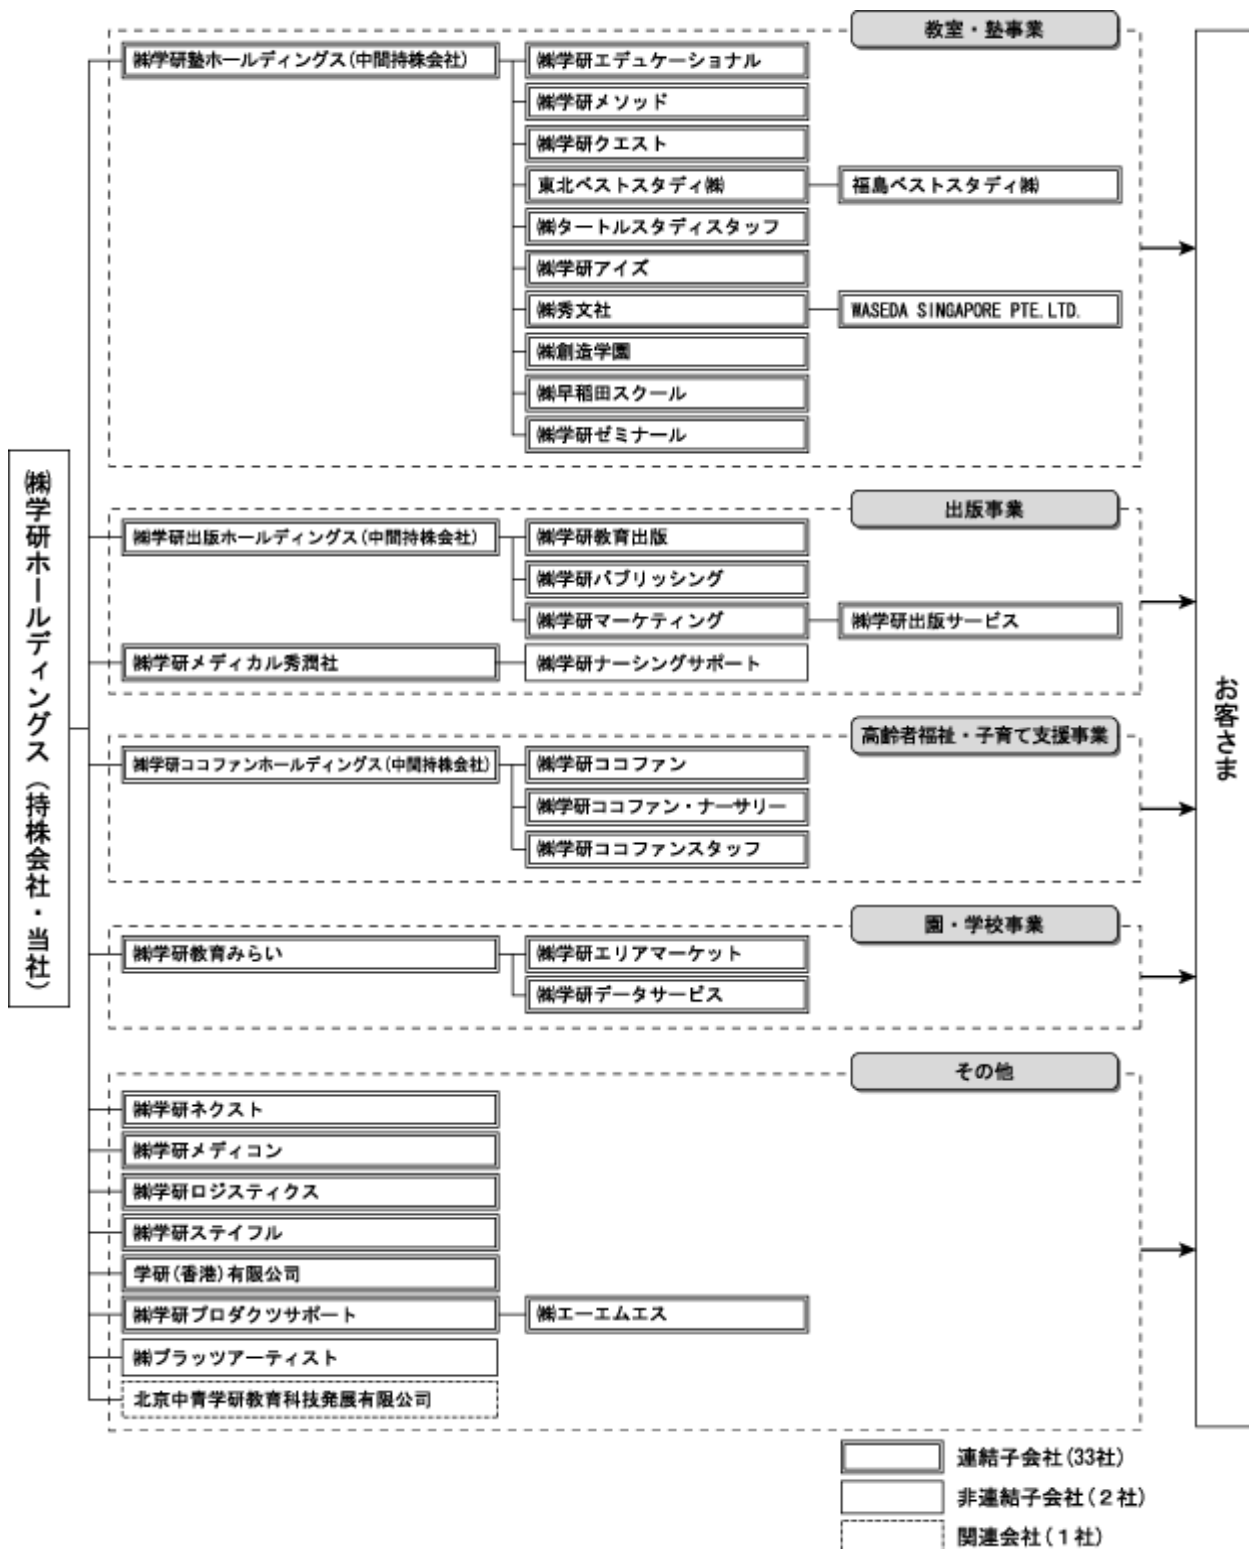 教室・塾事業
㈱学研塾ホールディングス(中間持株会社)
㈱学研エデュケーショナル
㈱学研メソッド
㈱学研クエスト
東北ベストスタディ㈱
福島ベストスタディ㈱
㈱タートルスタディスタッフ
㈱学研アイズ
㈱秀文社
WASEDA SINGAPORE PTE.LTD.
㈱創造学園
㈱早稲田スクール
㈱学研ゼミナール
㈱学研ホールディングス(持株会社・当社)
出版事業
㈱学研出版ホールディングス(中間持株会社)
㈱学研教育出版
㈱学研パブリッシング
㈱学研マーケティング
㈱学研出版サービス
㈱学研メディカル秀潤社
㈱学研ナーシングサポート
お客さま
高齢者福祉・子育て支援事業
㈱学研ココファンホールディングス(中間持株会社)
㈱学研ココファン
㈱学研ココファン・ナーサリー
㈱学研ココファンスタッフ
園・学校事業
㈱学研教育みらい
㈱学研エリアマーケット
㈱学研データサービス
その他
㈱学研ネクスト
㈱学研メディコン
㈱学研ロジスティクス
㈱学研ステイフル
学研(香港)有限公司
㈱学研プロダクツサポート
㈱エーエムエス
㈱ブラッツアーティスト
北京中青学研教育科技発展有限公司
連結子会社(33社)
非連結子会社(2社)
関連会社(1社)